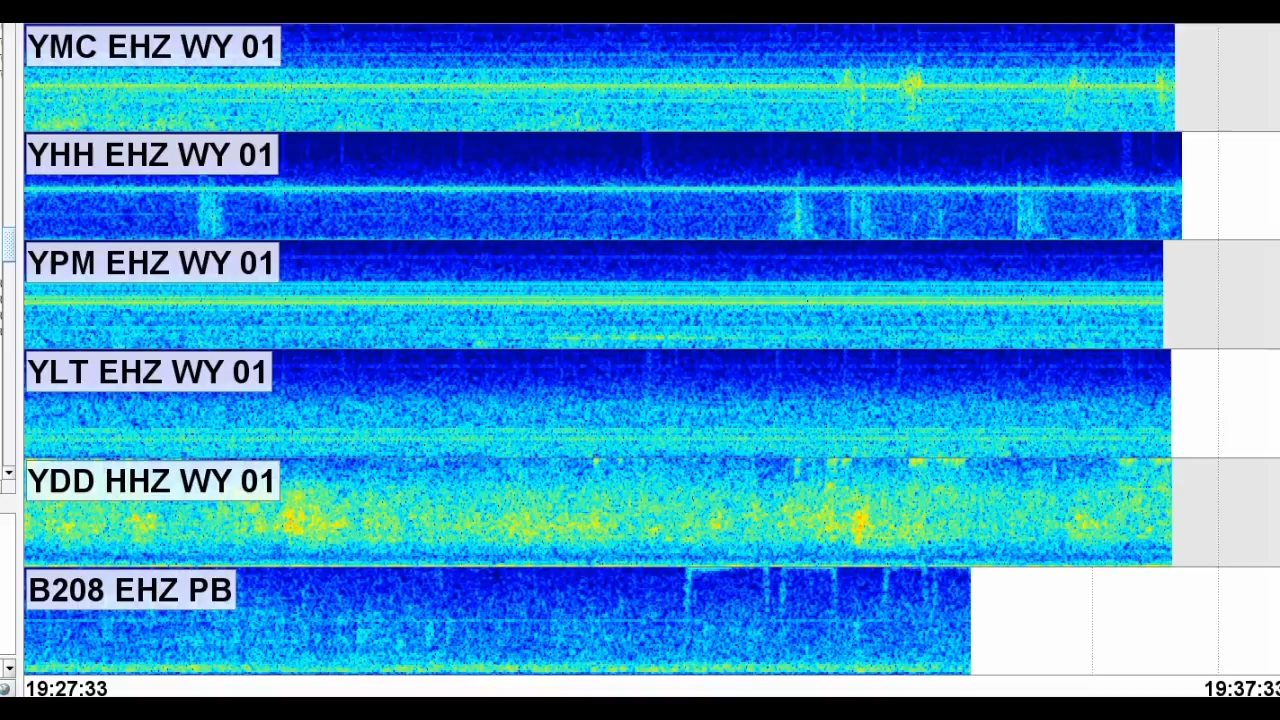 YMC EHZ WY 01
YHH EHZ WY 01
YPM EHZ WY 01
YLT EHZ WY 01
YDD HHZ WY 01
B208 EHZ PB
19:27:33 19:37:33